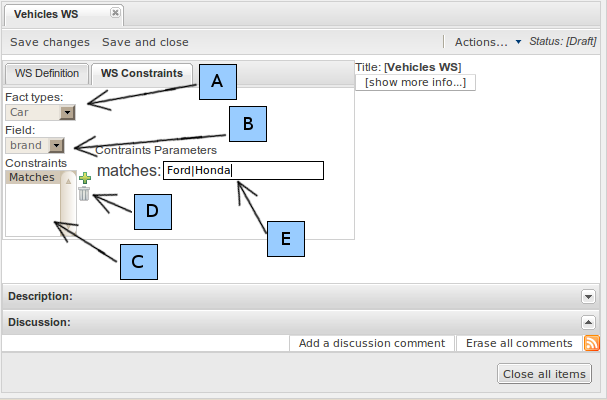 Vehicles WS
Save changes Save and close Actions... Status: [Draft]
WS Definition WS Constraints
Title: [Vehicles WS]
[show more info...]
Fact types:
Car
A
Field:
brand
B
Constraints
Contraints Parameters
Matches
matches: Ford|Honda
D
E
C
Description:
Discussion:
Add a discussion comment Erase all comments
Close all items